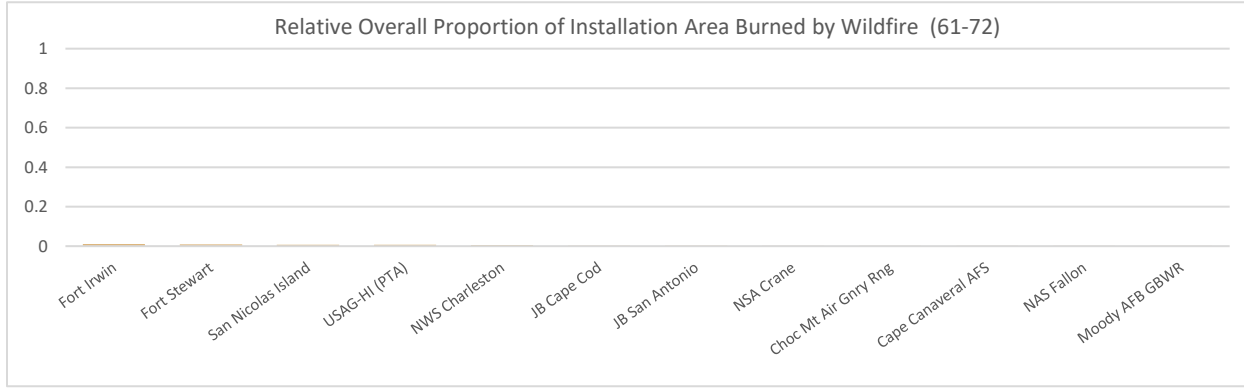 Relative Overall Proportion of Installation Area Burned by Wildfire (61-72)
1
0.8
0.6
0.4
0.2
0
Fort Irwin
Fort Stewart
San Nicolas Island
USAG-HI (PTA)
NWS Charleston
JB Cape Cod
JB San Antonio
NSA Crane
Choc Mt Air Gnry Rng
Cape Canaveral AFS
NAS Fallon
Moody AFB GBWR